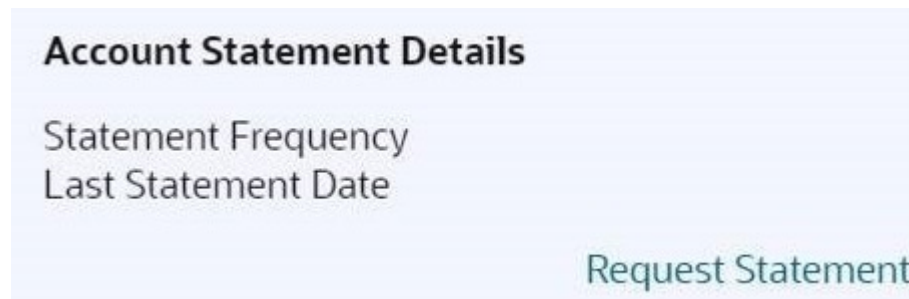 Account Statement Details
Statement Frequency
Last Statement Date
Request Statement